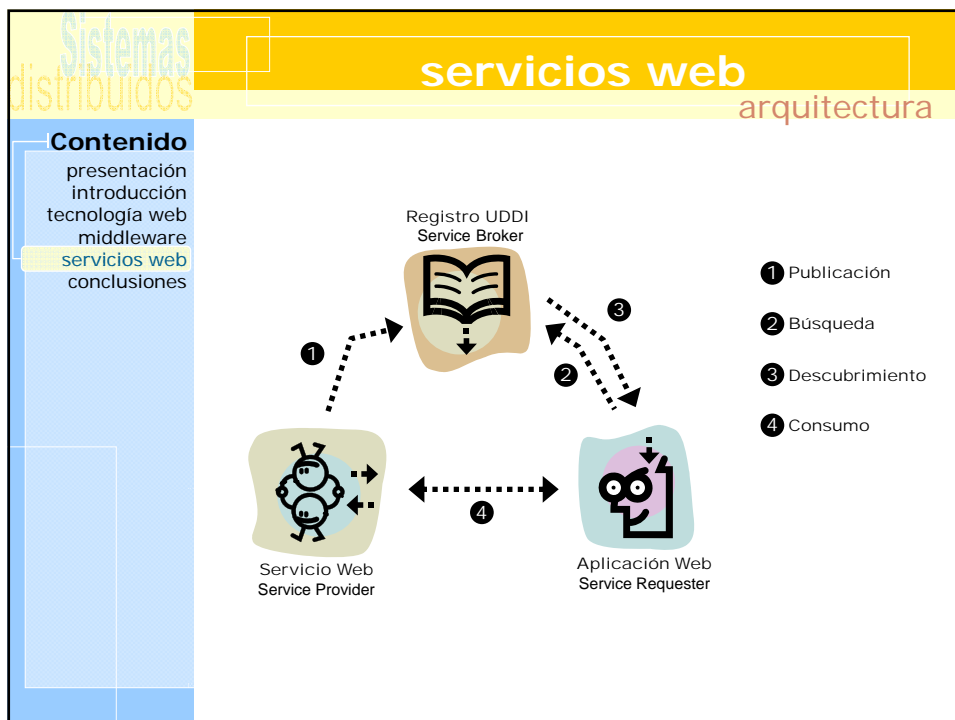 Sistemas
distribuidos
servicios web
arquitectura
Contenido
presentación
introducción
tecnología web
middleware
servicios web
conclusiones
Registro UDDI
Service Broker
1
2
3
4
Servicio Web
Service Provider
Aplicación Web
Service Requester
1 Publicación
2 Búsqueda
3 Descubrimiento
4 Consumo